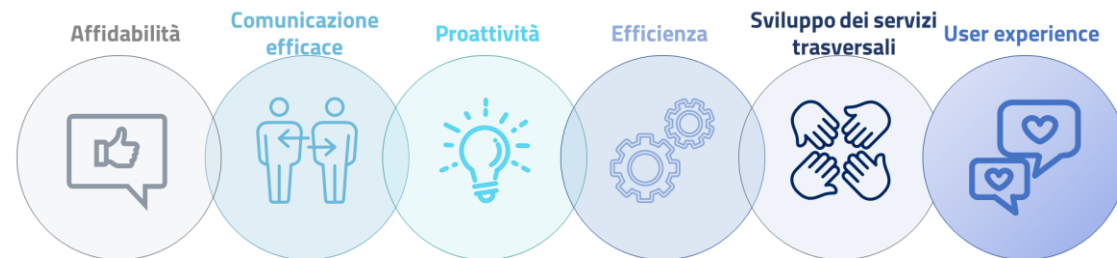 Affidabilità
Comunicazione
efficace
Proattività
Efficienza
Sviluppo dei servizi
trasversali
User experience